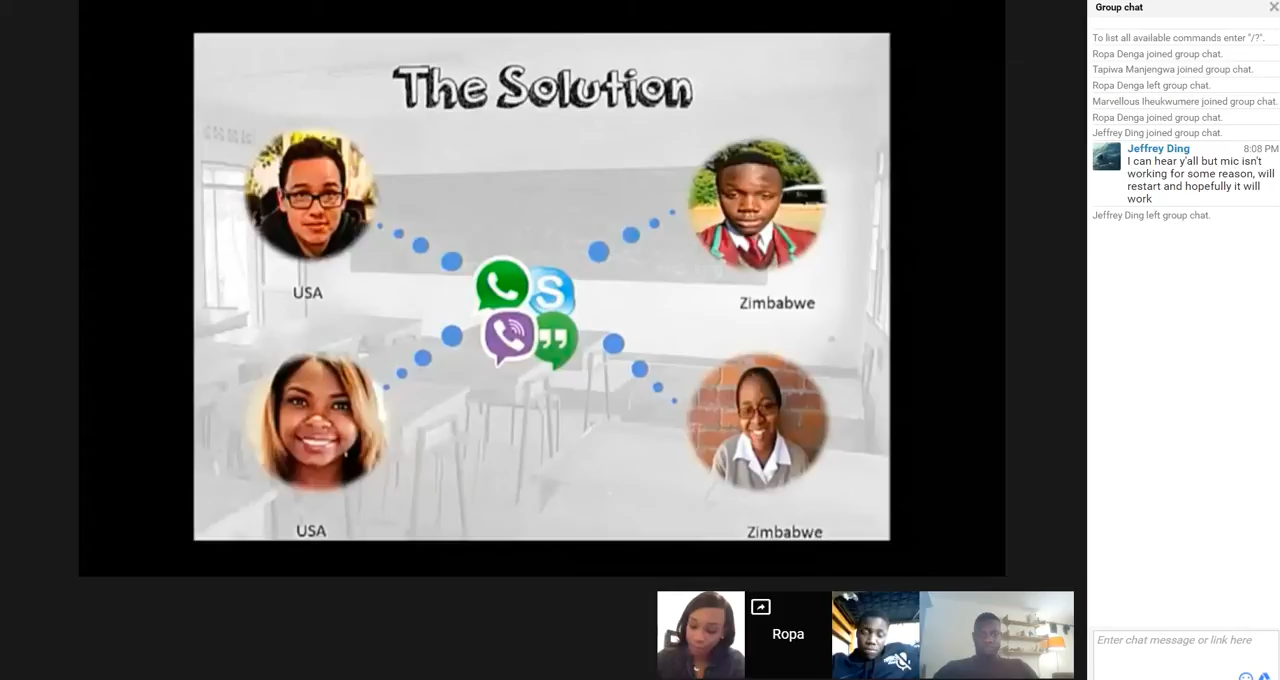 The Solution
USA
Zimbabwe
USA
Zimbabwe
Ropa
Group chat
To list all available commands enter "/?".
Ropa Denga joined group chat.
Tapiwa Manjengwa joined group chat.
Ropa Denga left group chat.
Marvellous Iheukwumere joined group chat.
Ropa Denga joined group chat.
Jeffrey Ding joined group chat.
Jeffrey Ding 8:08 PM
I can hear y'all but mic isn't
working for some reason, will
restart and hopefully it will
work
Jeffrey Ding left group chat.
Enter chat message or link here